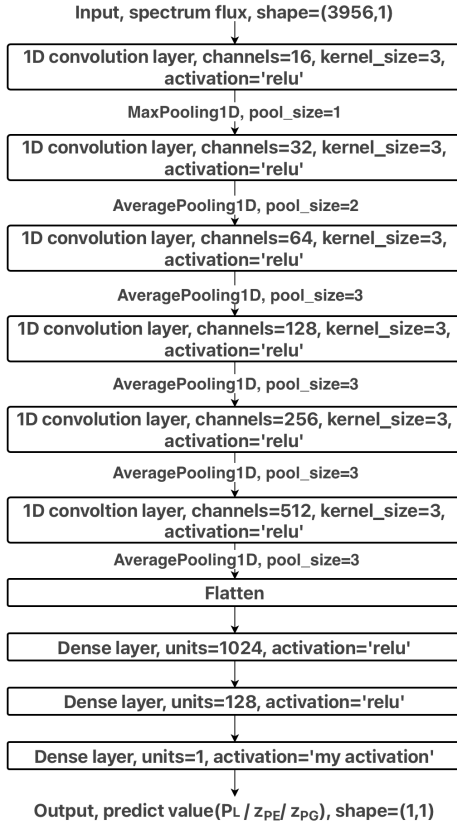 Input, spectrum flux, shape=(3956,1)
1D convolution layer, channels=16, kernel_size=3,
activation='relu'
MaxPooling1D, pool_size=1
1D convolution layer, channels=32, kernel_size=3,
activation='relu'
AveragePooling1D, pool_size=2
1D convolution layer, channels=64, kernel_size=3,
activation='relu'
AveragePooling1D, pool_size=3
1D convolution layer, channels=128, kernel_size=3,
activation='relu'
AveragePooling1D, pool_size=3
1D convolution layer, channels=256, kernel_size=3,
activation='relu'
AveragePooling1D, pool_size=3
1D convoltion layer, channels=512, kernel_size=3,
activation='relu'
AveragePooling1D, pool_size=3
Flatten
Dense layer, units=1024, activation='relu'
Dense layer, units=128, activation='relu'
Dense layer, units=1, activation='my activation'
Output, predict value(PL / zPE/ zPG), shape=(1,1)